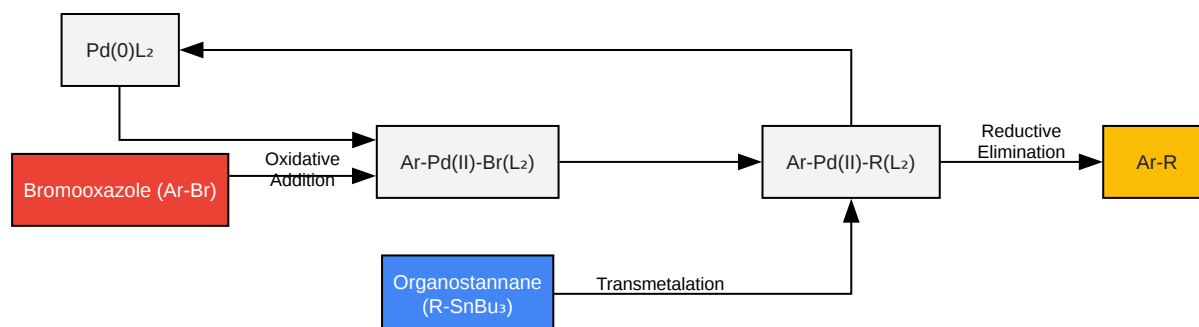 Pd(0)L₂
Bromooxazole (Ar-Br)
Oxidative
Addition
Ar-Pd(II)-Br(L₂)
Organostannane
(R-SnBu₃)
Transmetalation
Ar-Pd(II)-R(L₂)
Reductive
Elimination
Ar-R